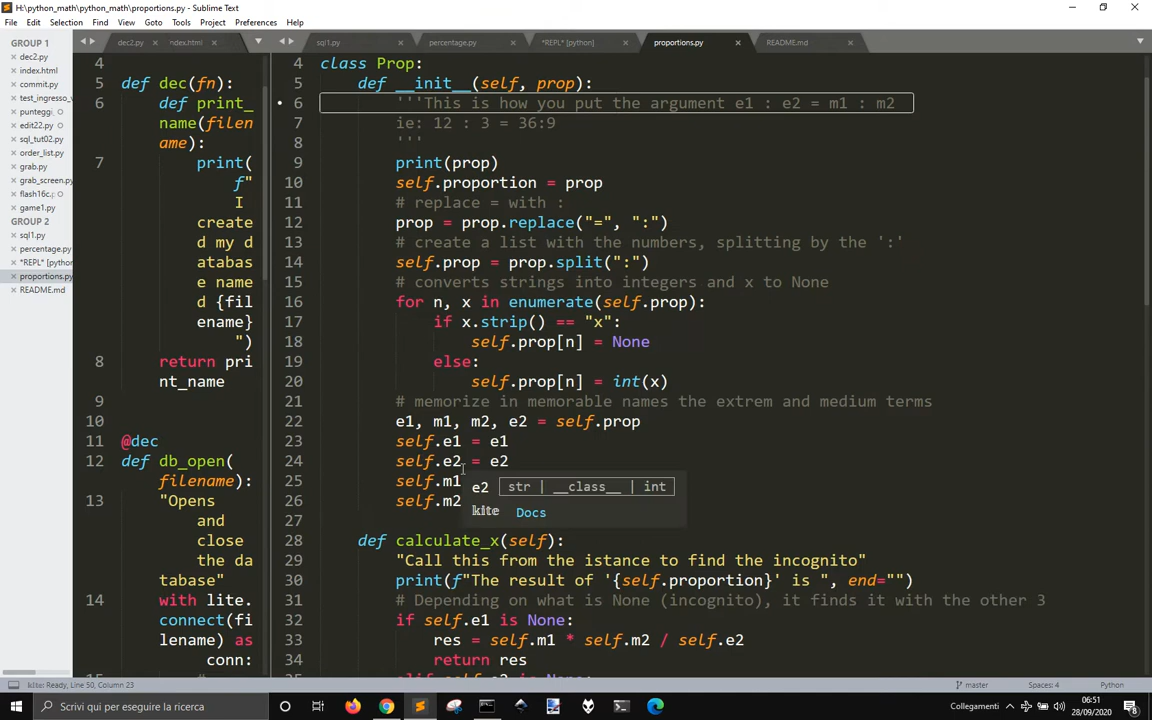 H:\python_math\proportions.py - Sublime Text
File Edit Selection Find View Goto Tools Project Preferences Help
GROUP 1
dec2.py
index.html
commit.py
test_ingresso_v
puntegg
edit22.py
sql_tut02.py
order_list.py
grab.py
grab_screen.py
flash16c.
game1.py
GROUP 2
sql1.py
percentage.py
*REPL* [python
proportions.py
README.md
dec2.py ndex.html
4
5 def dec(fn):
6 def print_
name(filen
ame):
7 print(
f"
I
create
d my d
atabas
e name
d {fil
ename}
")
8 return pri
nt_name
9
10
11 @dec
12 def db_open(
filename):
13 "Opens
and
close
the da
tabase"
14 with lite.
connect(fi
lename) as
conn:
sql1.py percentage.py *REPL* [python] proportions.py README.md
4 class Prop:
5 def __init__(self, prop):
6 '''This is how you put the argument e1 : e2 = m1 : m2
7 ie: 12 : 3 = 36:9
8 '''
9 print(prop)
10 self.proportion = prop
11 # replace = with :
12 prop = prop.replace("=", ":")
13 # create a list with the numbers, splitting by the ':'
14 self.prop = prop.split(":")
15 # converts strings into integers and x to None
16 for n, x in enumerate(self.prop):
17 if x.strip() == "x":
18 self.prop[n] = None
19 else:
20 self.prop[n] = int(x)
21 # memorize in memorable names the extrem and medium terms
22 e1, m1, m2, e2 = self.prop
23 self.e1 = e1
24 self.e2 = e2
25 self.m1
26 self.m2
e2 str | __class__ | int
kite Docs
27
28 def calculate_x(self):
29 "Call this from the istance to find the incognito"
30 print(f"The result of '{self.proportion}' is ", end="")
31 # Depending on what is None (incognito), it finds it with the other 3
32 if self.e1 is None:
33 res = self.m1 * self.m2 / self.e2
34 return res
kite: Ready, Line 50, Column 23 master Spaces: 4 Python
Scrivi qui per eseguire la ricerca
Collegamenti
06:51
28/09/2020